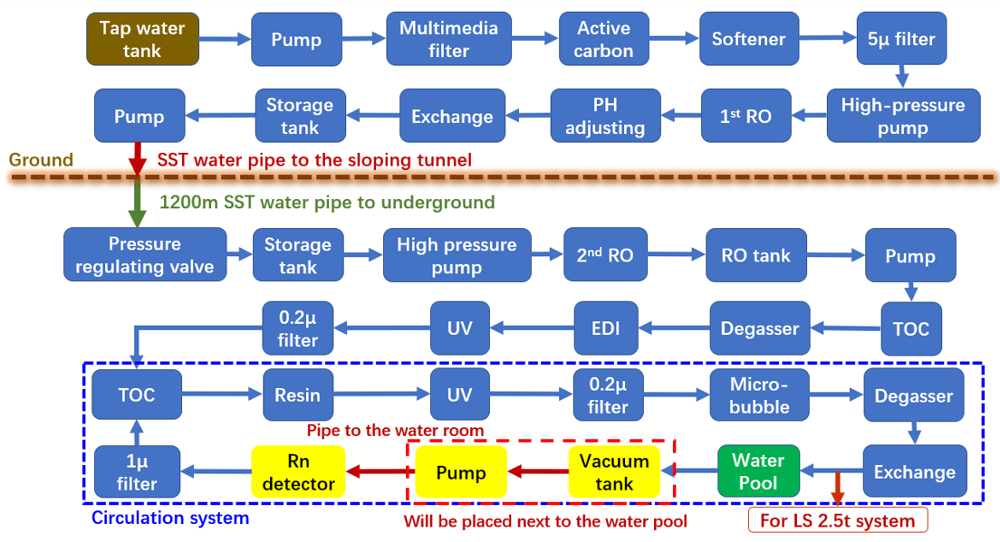 Tap water
tank
Pump
Multimedia
filter
Active
carbon
Softener
5μ filter
Pump
Storage
tank
Exchange
PH
adjusting
1st RO
High-pressure
pump
Ground
SST water pipe to the sloping tunnel
1200m SST water pipe to underground
Pressure
regulating valve
Storage
tank
High pressure
pump
2nd RO
RO tank
Pump
0.2μ
filter
UV
EDI
Degasser
TOC
TOC
Resin
UV
0.2μ
filter
Micro-
bubble
Degasser
Pipe to the water room
1μ
filter
Rn
detector
Pump
Vacuum
tank
Water
Pool
Exchange
Circulation system
Will be placed next to the water pool
For LS 2.5t system